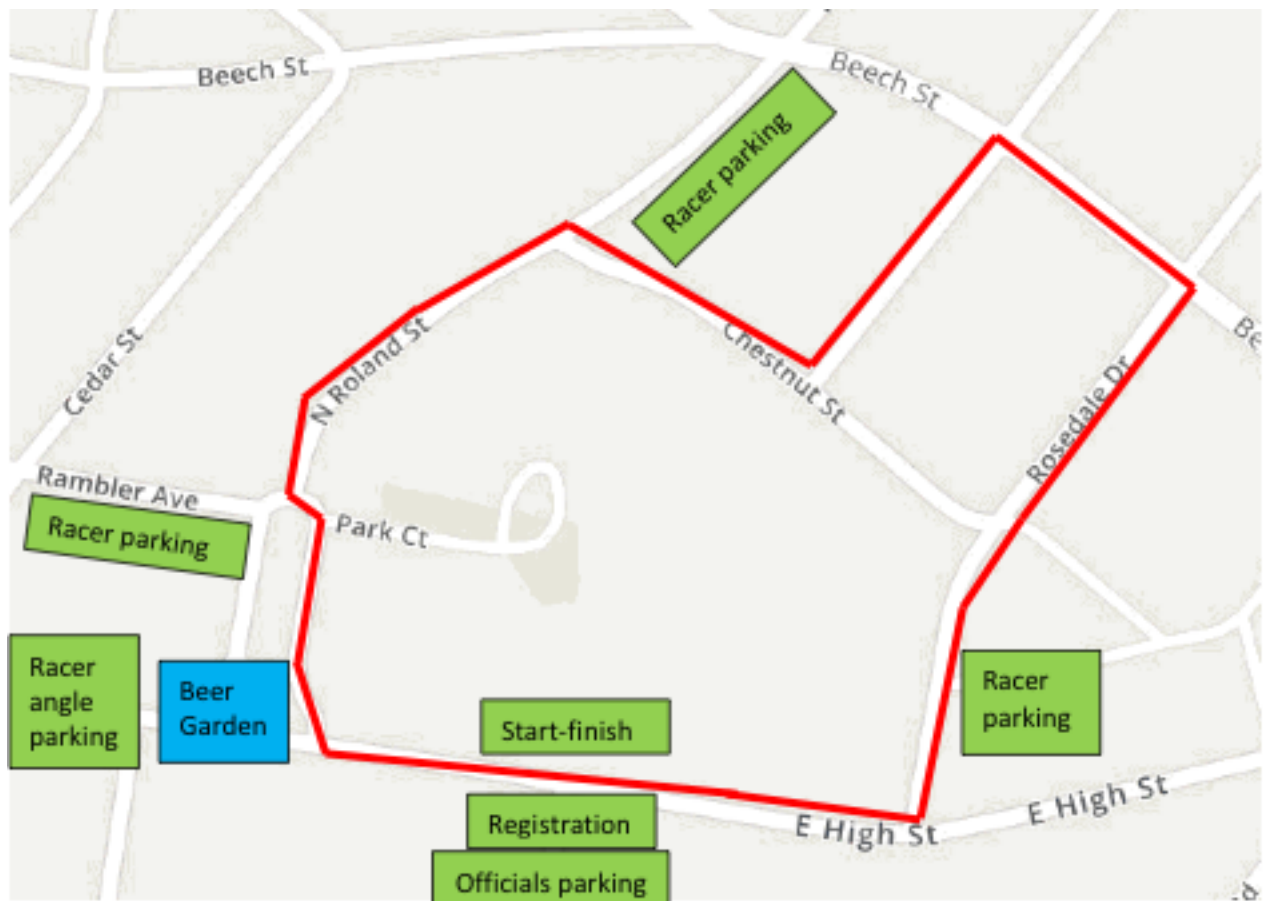 Beech St
Beech St
Racer parking
Be
Chestnut St
N Roland St
Cedar St
Rosedale Dr
Rambler Ave
Racer parking
Park Ct
Racer
angle
parking
Beer
Garden
Racer
parking
Start-finish
E High St
Registration
E High St
Officials parking